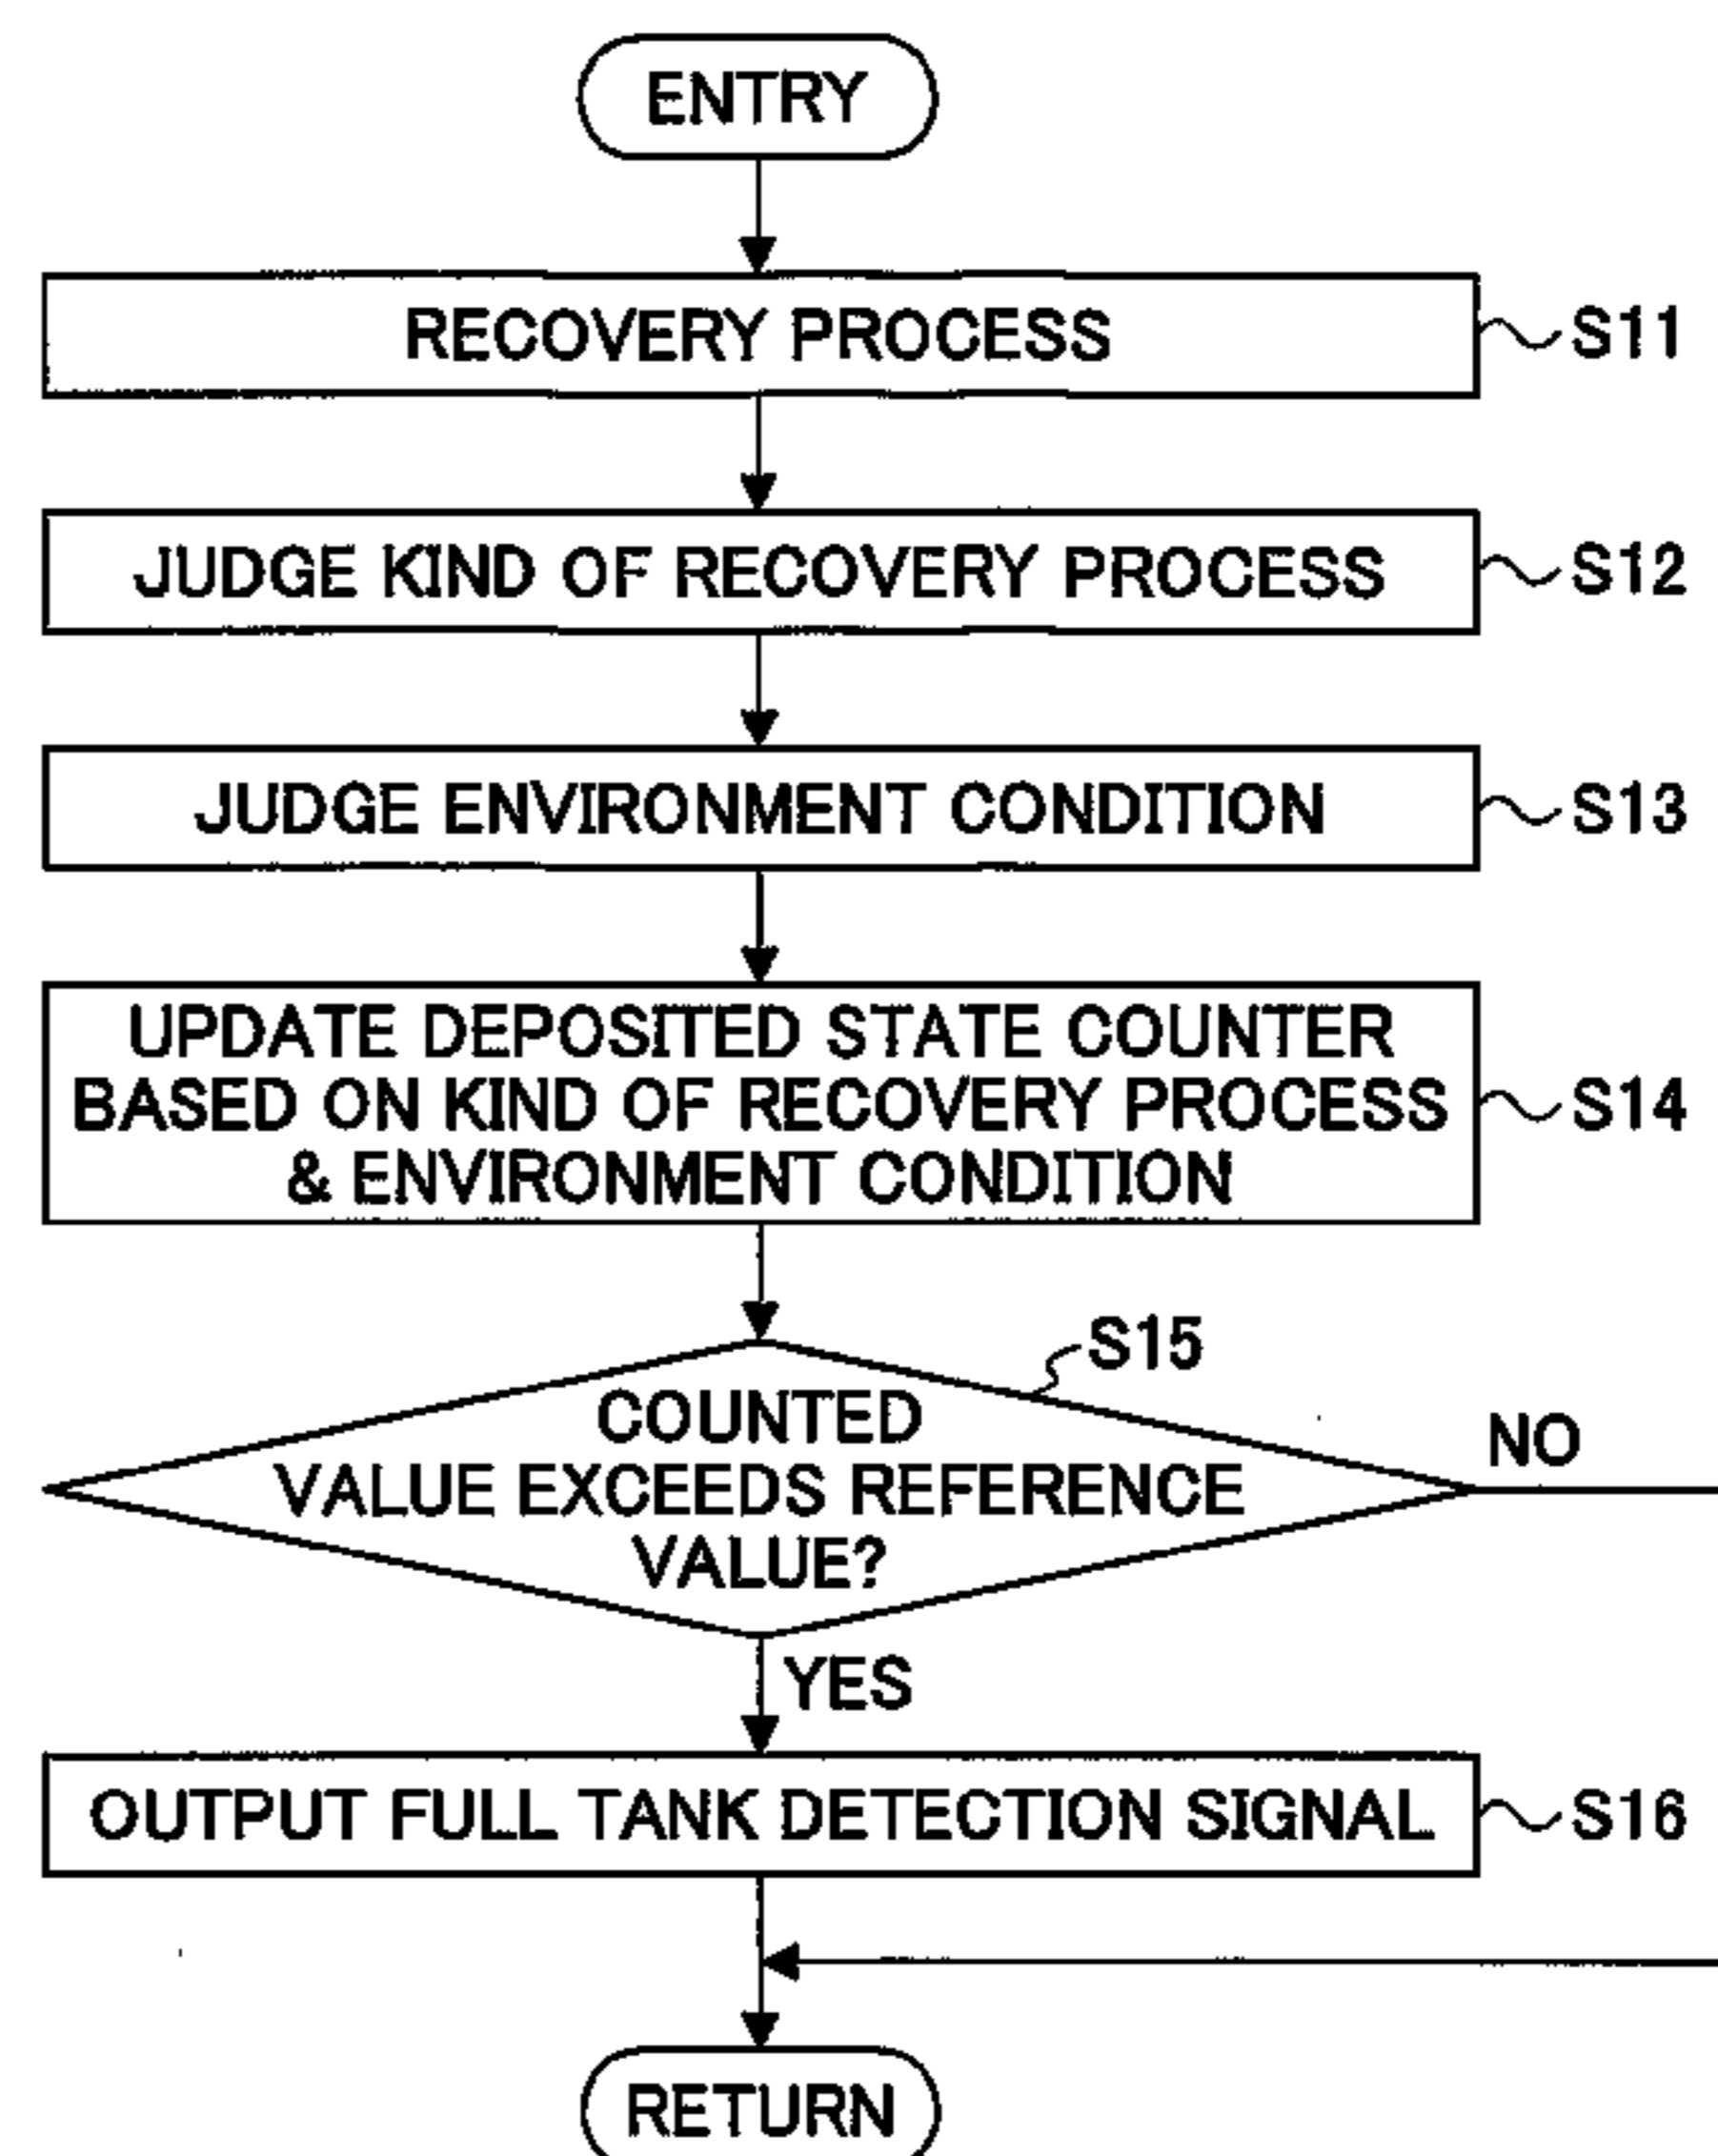 ENTRY
RECOVERY PROCESS
S11
JUDGE KIND OF RECOVERY PROCESS
S12
JUDGE ENVIRONMENT CONDITION
S13
UPDATE DEPOSITED STATE COUNTER
BASED ON KIND OF RECOVERY PROCESS
& ENVIRONMENT CONDITION
S14
S15
COUNTED
VALUE EXCEEDS REFERENCE
VALUE?
NO
YES
OUTPUT FULL TANK DETECTION SIGNAL
S16
RETURN